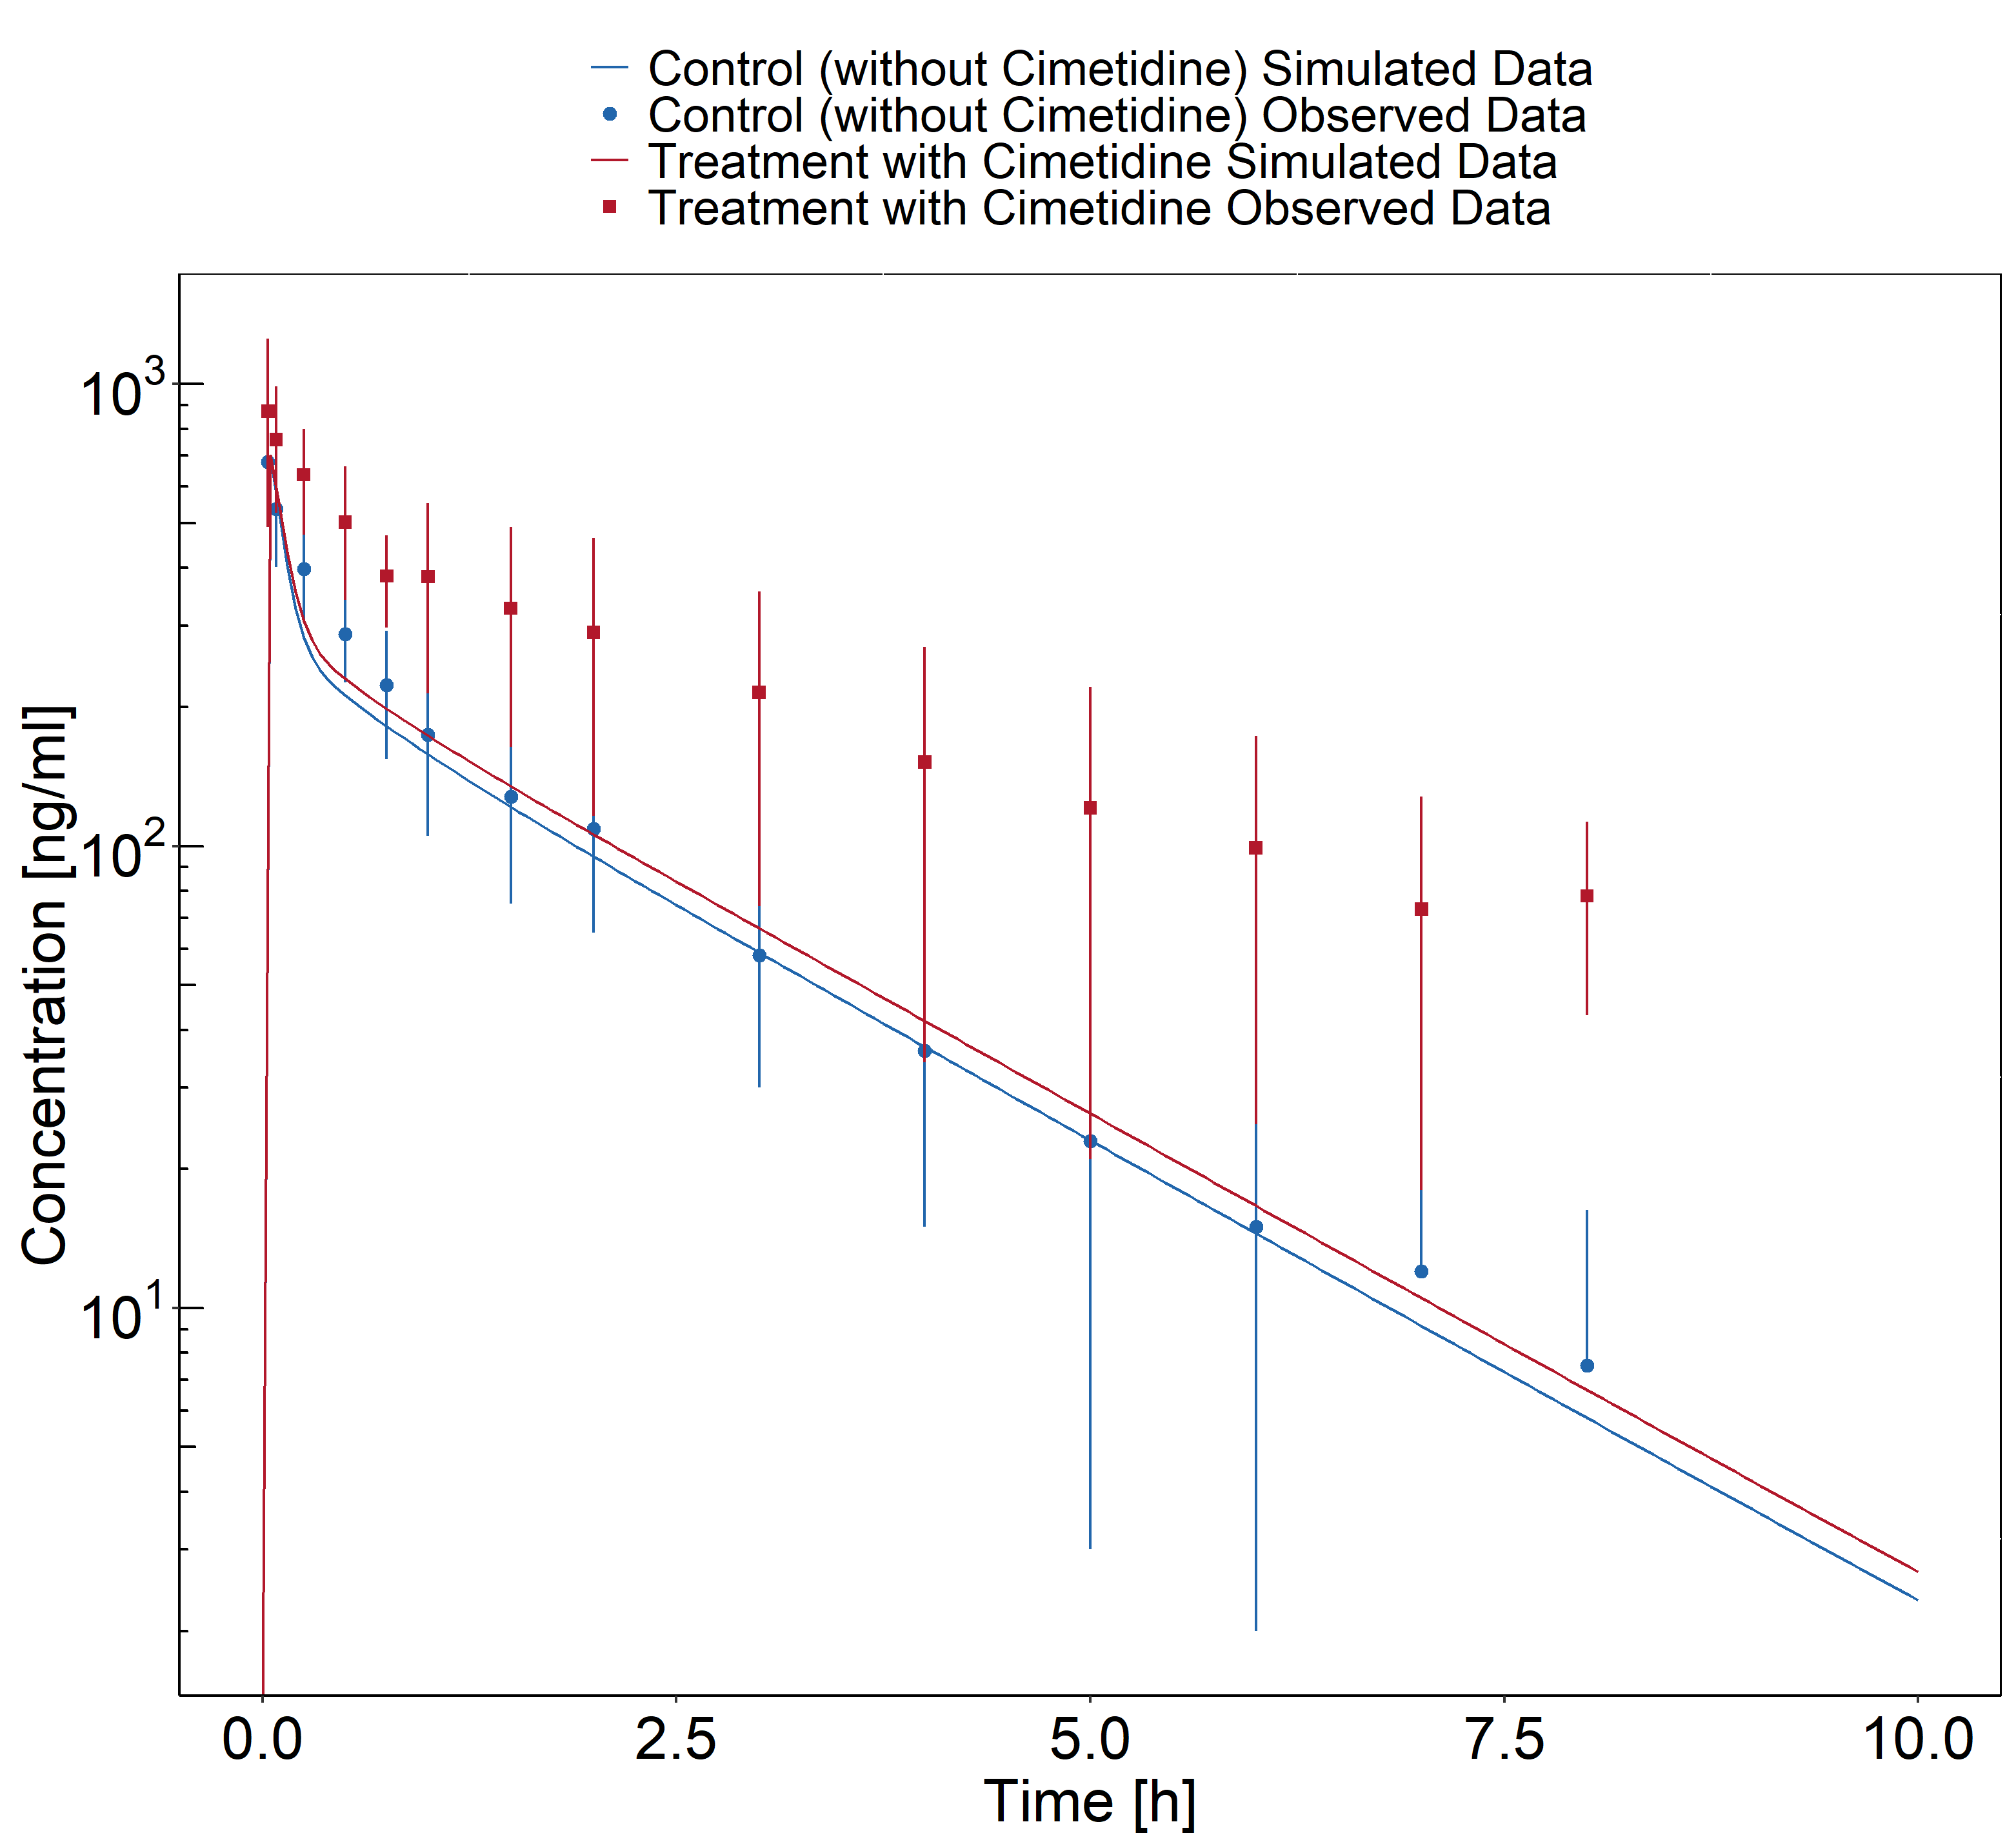 Control (without Cimetidine) Simulated Data
Control (without Cimetidine) Observed Data
Treatment with Cimetidine Simulated Data
Treatment with Cimetidine Observed Data
Concentration [ng/ml]
10³
10²
10¹
0.0 2.5 5.0 7.5 10.0
Time [h]